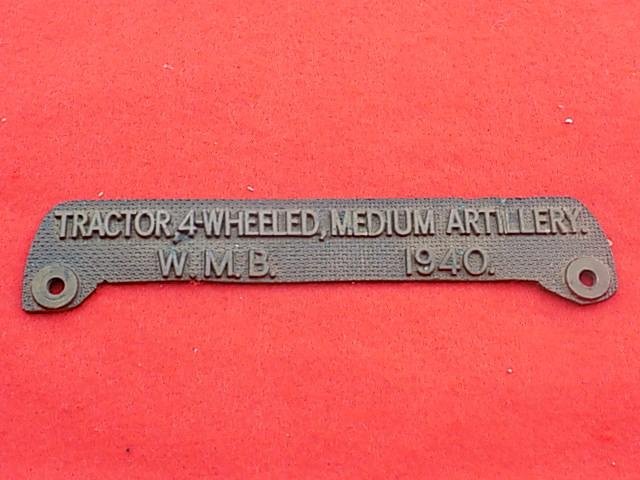 TRACTOR, 4-WHEELED, MEDIUM ARTILLERY.
W.M.B. 1940.